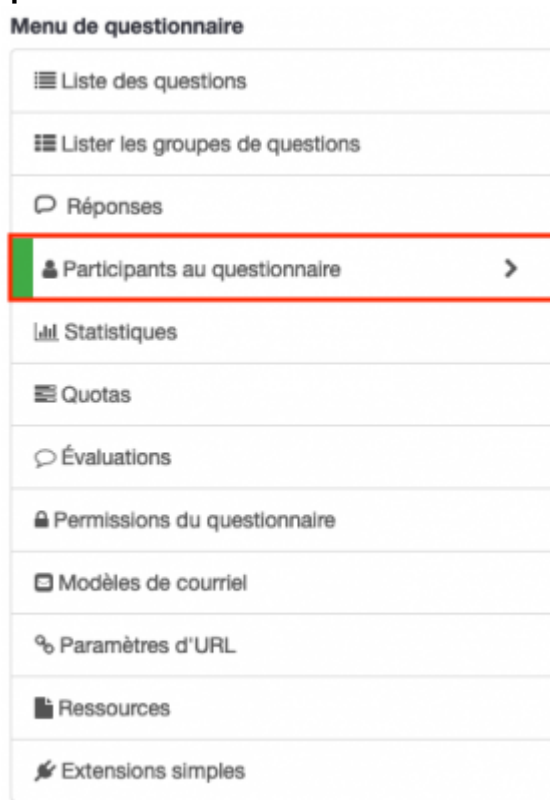 Menu de questionnaire
Liste des questions
Lister les groupes de questions
Réponses
Participants au questionnaire
Statistiques
Quotas
Évaluations
Permissions du questionnaire
Modèles de courriel
Paramètres d'URL
Ressources
Extensions simples